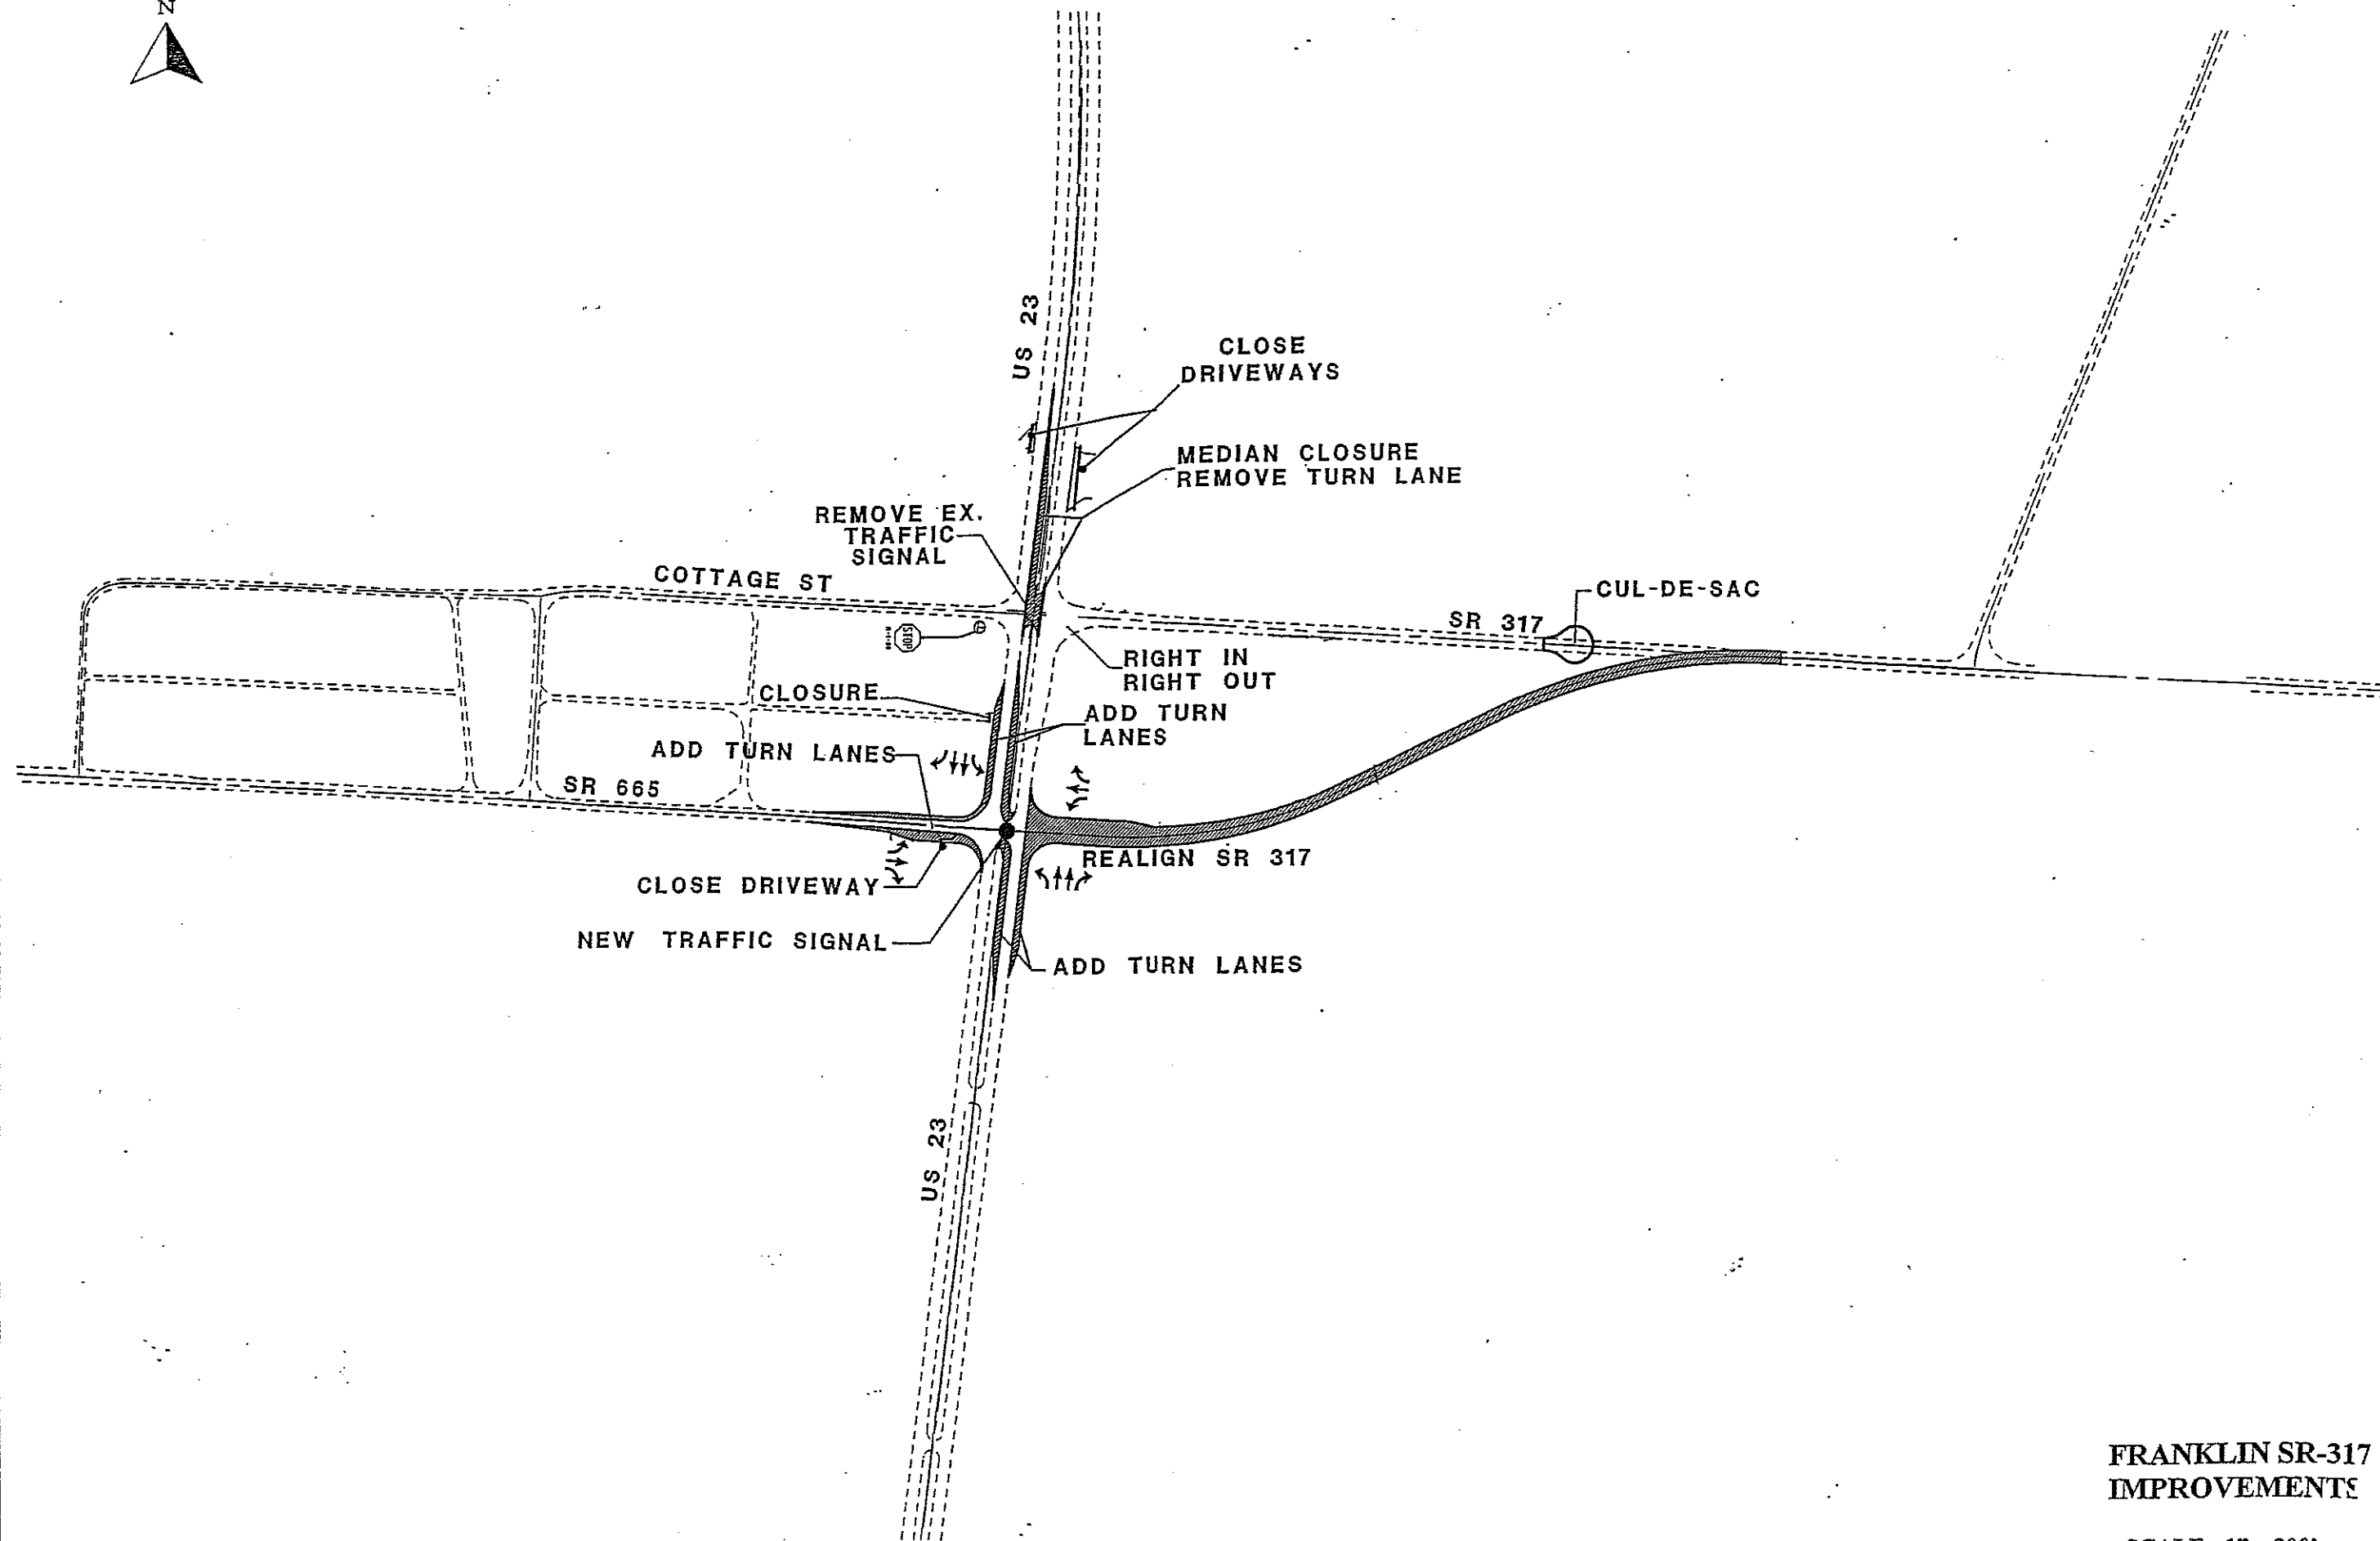 N
US 23
CLOSE
DRIVEWAYS
MEDIAN CLOSURE
REMOVE TURN LANE
REMOVE EX.
TRAFFIC
SIGNAL
COTTAGE ST
CUL-DE-SAC
SR 317
STOP
RIGHT IN
RIGHT OUT
CLOSURE
ADD TURN
LANES
ADD TURN LANES
SR 665
REALIGN SR 317
CLOSE DRIVEWAY
NEW TRAFFIC SIGNAL
ADD TURN LANES
US 23
FRANKLIN SR-317
IMPROVEMENTS